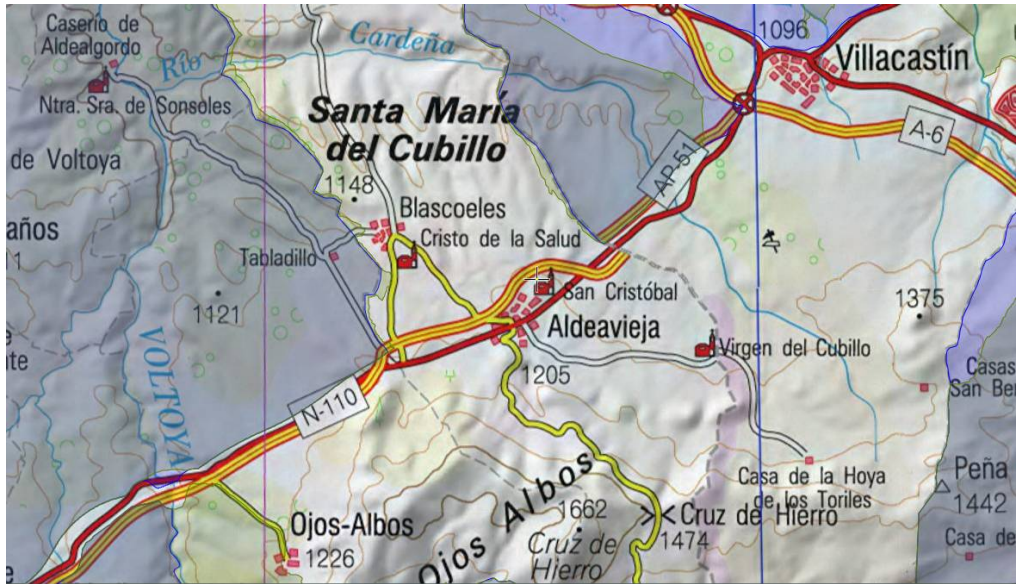 Caserío de
Aldealgordo
Río
Cardeña
1096
Villacastín
Ntra. Sra. de Sonsoles
Santa María
del Cubillo
A-6
de Voltoya
AP-51
1148
Blascoeles
Cristo de la Salud
Tabladillo
San Cristóbal
1121
1375
Aldeavieja
Virgen del Cubillo
VOLTOYA
1205
Casas
San Ber
N-110
Casa de la Hoya
de los Toriles
Peña
1442
Ojos Albos
1662
Cruz de Hierro
1474
Ojos-Albos
1226
Cruz de
Hierro
Casa de